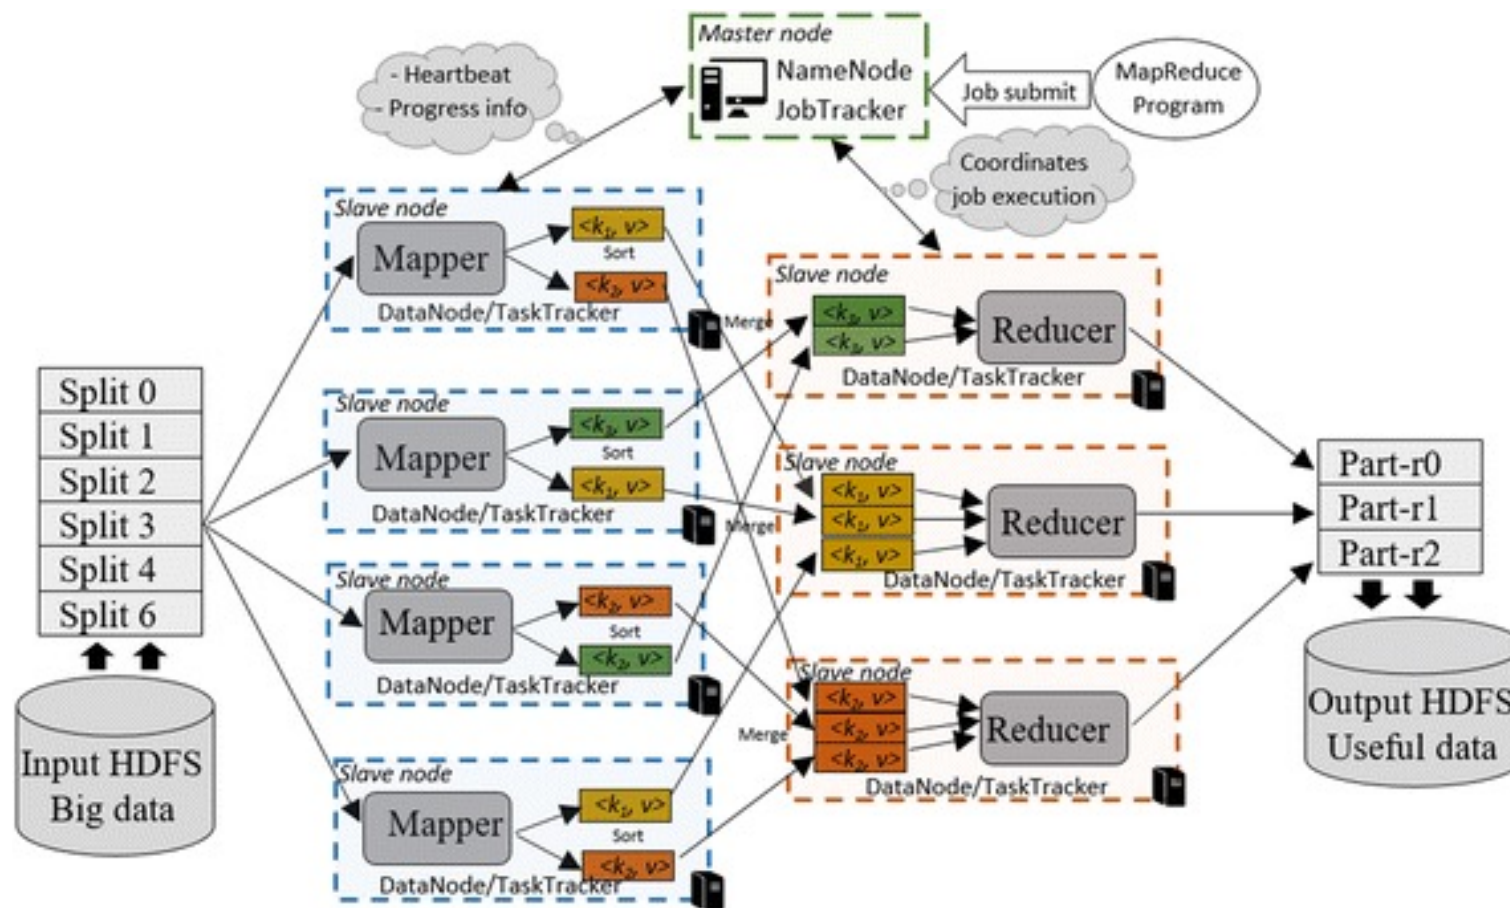 Master node
NameNode
JobTracker
Job submit
MapReduce
Program
- Heartbeat
- Progress info
Coordinates
job execution
Split 0
Split 1
Split 2
Split 3
Split 4
Split 6
Input HDFS
Big data
Slave node
Mapper
<k1, v>
Sort
<k2, v>
DataNode/TaskTracker
Slave node
Mapper
Sort
<k1, v>
DataNode/TaskTracker
Slave node
Mapper
<k2, v>
Sort
DataNode/TaskTracker
Slave node
Mapper
<k1, v>
Sort
<k2, v>
DataNode/TaskTracker
Merge
Merge
Merge
Slave node
Reducer
DataNode/TaskTracker
Slave node
<k1, v>
<k1, v>
<k1, v>
Reducer
DataNode/TaskTracker
Slave node
<k2, v>
<k2, v>
<k2, v>
Reducer
DataNode/TaskTracker
Part-r0
Part-r1
Part-r2
Output HDFS
Useful data